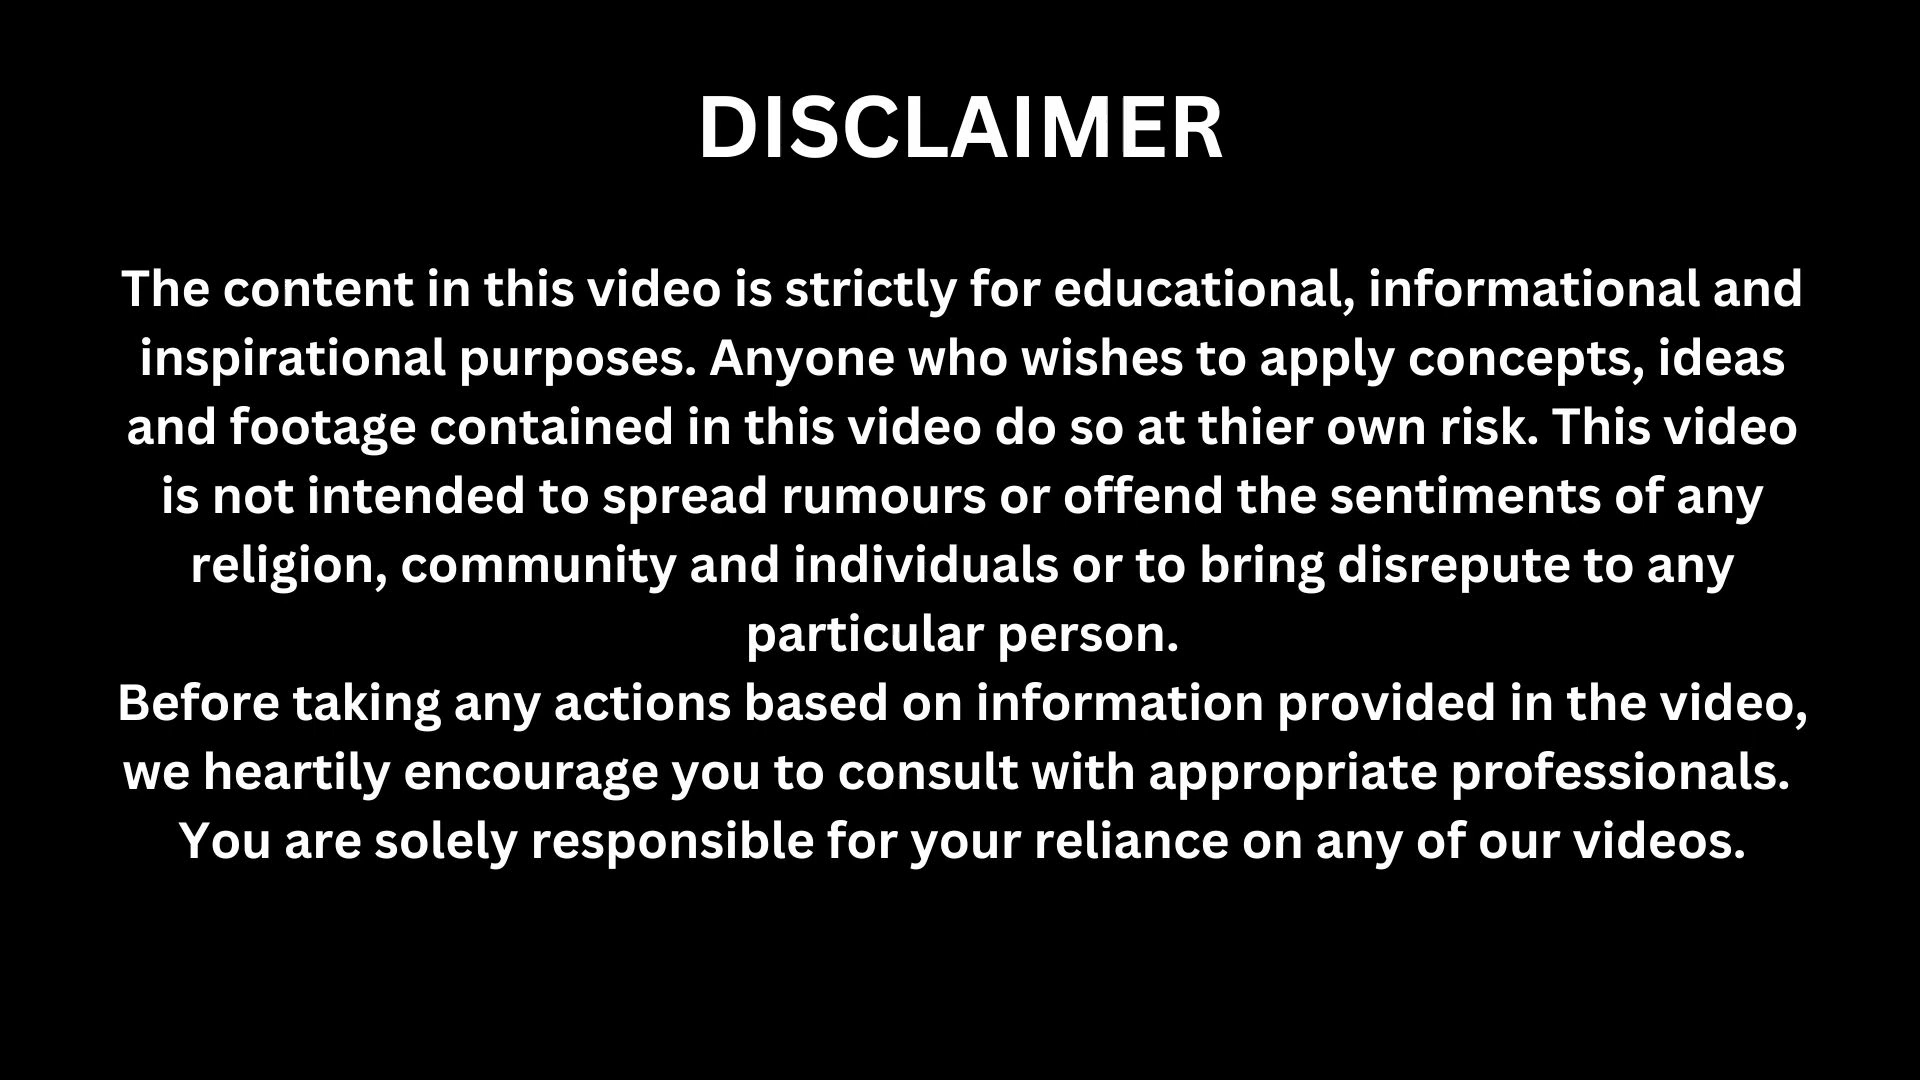 DISCLAIMER
The content in this video is strictly for educational, informational and
inspirational purposes. Anyone who wishes to apply concepts, ideas
and footage contained in this video do so at thier own risk. This video
is not intended to spread rumours or offend the sentiments of any
religion, community and individuals or to bring disrepute to any
particular person.
Before taking any actions based on information provided in the video,
we heartily encourage you to consult with appropriate professionals.
You are solely responsible for your reliance on any of our videos.